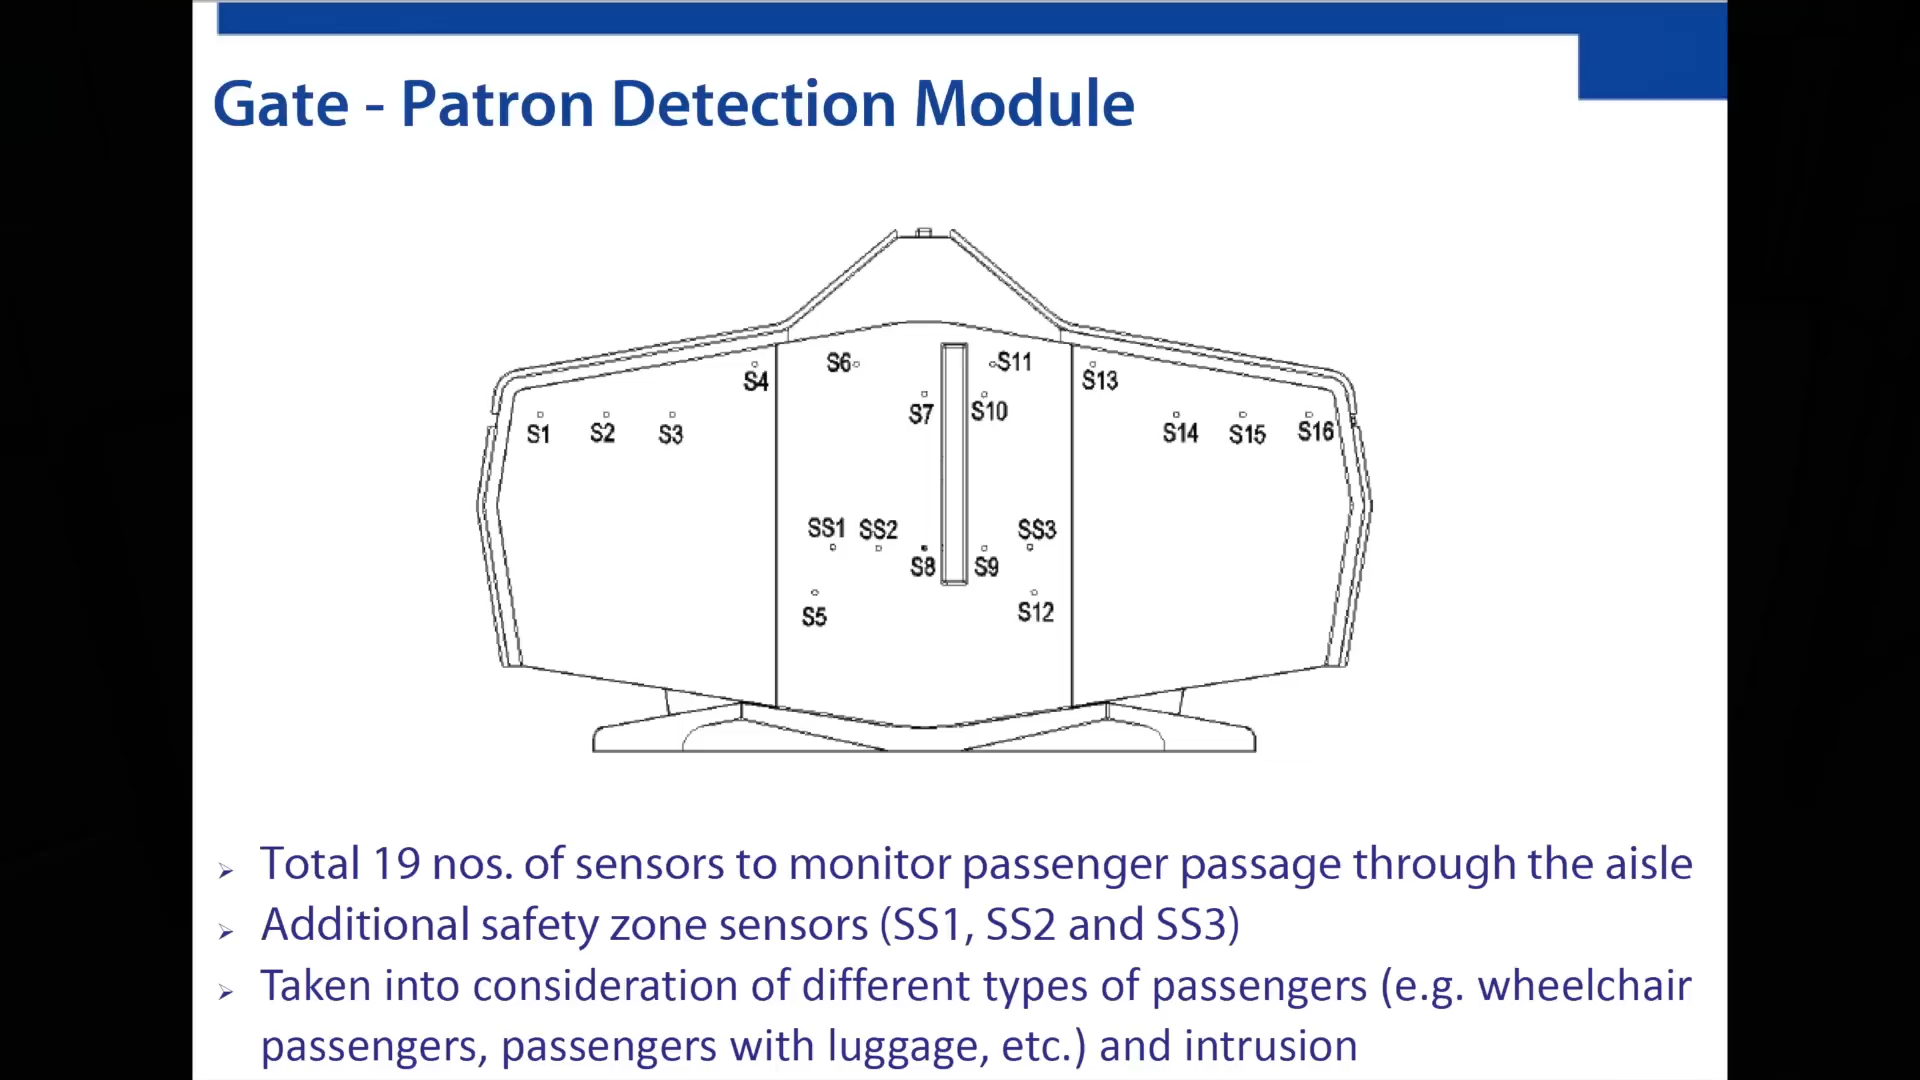 Gate - Patron Detection Module
S6 S11
S4 S13
S7 S10
S1 S2 S3 S14 S15 S16
SS1 SS2 SS3
S8 S9
S5 S12
Total 19 nos. of sensors to monitor passenger passage through the aisle
Additional safety zone sensors (SS1, SS2 and SS3)
Taken into consideration of different types of passengers (e.g. wheelchair
passengers, passengers with luggage, etc.) and intrusion